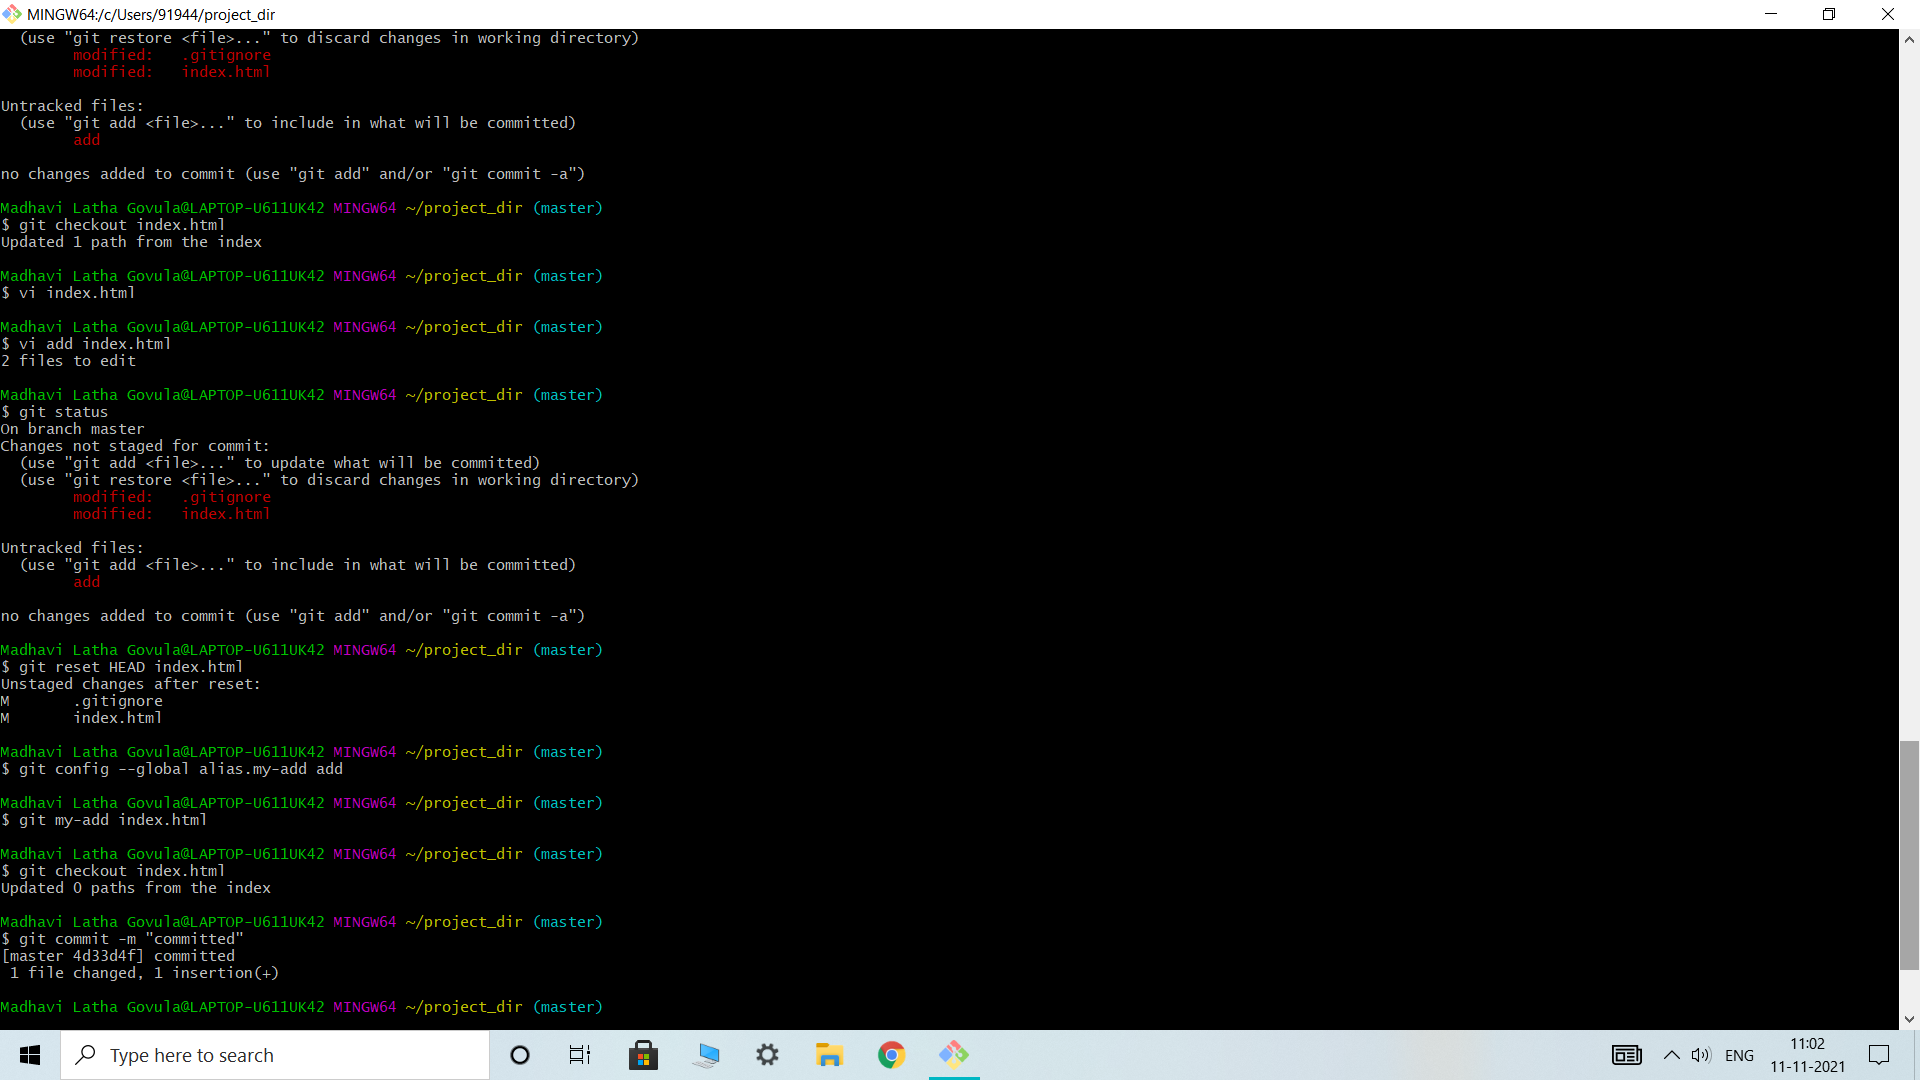 MINGW64:/c/Users/91944/project_dir
  (use "git restore <file>..." to discard changes in working directory)
        modified:   .gitignore
        modified:   index.html

Untracked files:
  (use "git add <file>..." to include in what will be committed)
        add

no changes added to commit (use "git add" and/or "git commit -a")

Madhavi Latha Govula@LAPTOP-U611UK42 MINGW64 ~/project_dir (master)
$ git checkout index.html
Updated 1 path from the index

Madhavi Latha Govula@LAPTOP-U611UK42 MINGW64 ~/project_dir (master)
$ vi index.html

Madhavi Latha Govula@LAPTOP-U611UK42 MINGW64 ~/project_dir (master)
$ vi add index.html
2 files to edit

Madhavi Latha Govula@LAPTOP-U611UK42 MINGW64 ~/project_dir (master)
$ git status
On branch master
Changes not staged for commit:
  (use "git add <file>..." to update what will be committed)
  (use "git restore <file>..." to discard changes in working directory)
        modified:   .gitignore
        modified:   index.html

Untracked files:
  (use "git add <file>..." to include in what will be committed)
        add

no changes added to commit (use "git add" and/or "git commit -a")

Madhavi Latha Govula@LAPTOP-U611UK42 MINGW64 ~/project_dir (master)
$ git reset HEAD index.html
Unstaged changes after reset:
M       .gitignore
M       index.html

Madhavi Latha Govula@LAPTOP-U611UK42 MINGW64 ~/project_dir (master)
$ git config --global alias.my-add add

Madhavi Latha Govula@LAPTOP-U611UK42 MINGW64 ~/project_dir (master)
$ git my-add index.html

Madhavi Latha Govula@LAPTOP-U611UK42 MINGW64 ~/project_dir (master)
$ git checkout index.html
Updated 0 paths from the index

Madhavi Latha Govula@LAPTOP-U611UK42 MINGW64 ~/project_dir (master)
$ git commit -m "committed"
[master 4d33d4f] committed
 1 file changed, 1 insertion(+)

Madhavi Latha Govula@LAPTOP-U611UK42 MINGW64 ~/project_dir (master)
Type here to search
ENG
11:02
11-11-2021